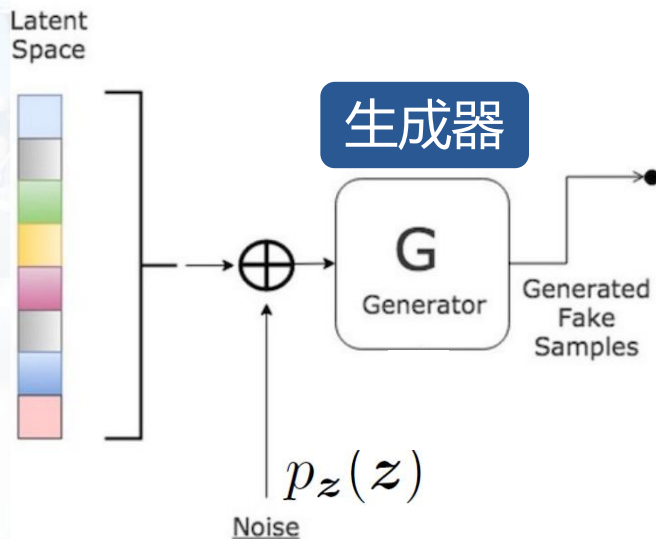 Latent
Space
生成器
G
Generator
Generated
Fake
Samples
p_z(z)
Noise